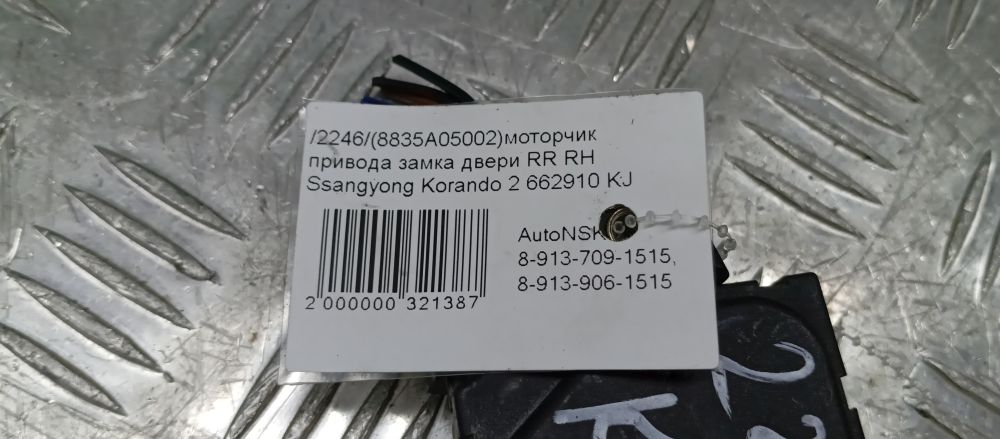 /2246/(8835A05002)моторчик
привода замка двери RR RH
Ssangyong Korando 2 662910 KJ
AutoNSK
8-913-709-1515,
8-913-906-1515
2 000000 321387